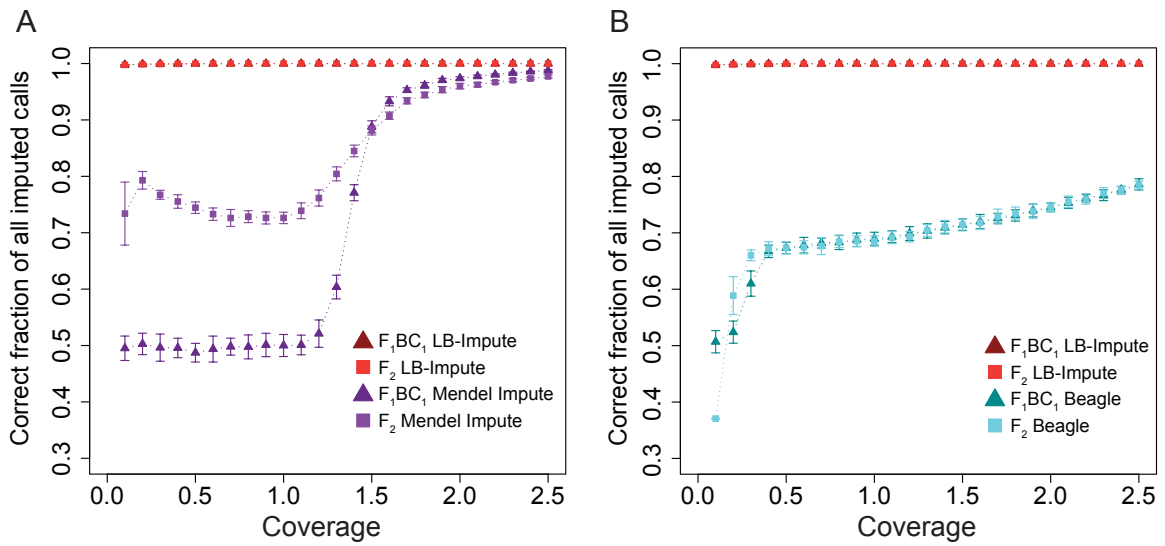 A
Correct fraction of all imputed calls
1.0
0.9
0.8
0.7
0.6
0.5
0.4
0.3
F₁BC₁ LB-Impute
F₂ LB-Impute
F₁BC₁ Mendel Impute
F₂ Mendel Impute
0.0 0.5 1.0 1.5 2.0 2.5
Coverage
B
Correct fraction of all imputed calls
1.0
0.9
0.8
0.7
0.6
0.5
0.4
0.3
F₁BC₁ LB-Impute
F₂ LB-Impute
F₁BC₁ Beagle
F₂ Beagle
0.0 0.5 1.0 1.5 2.0 2.5
Coverage